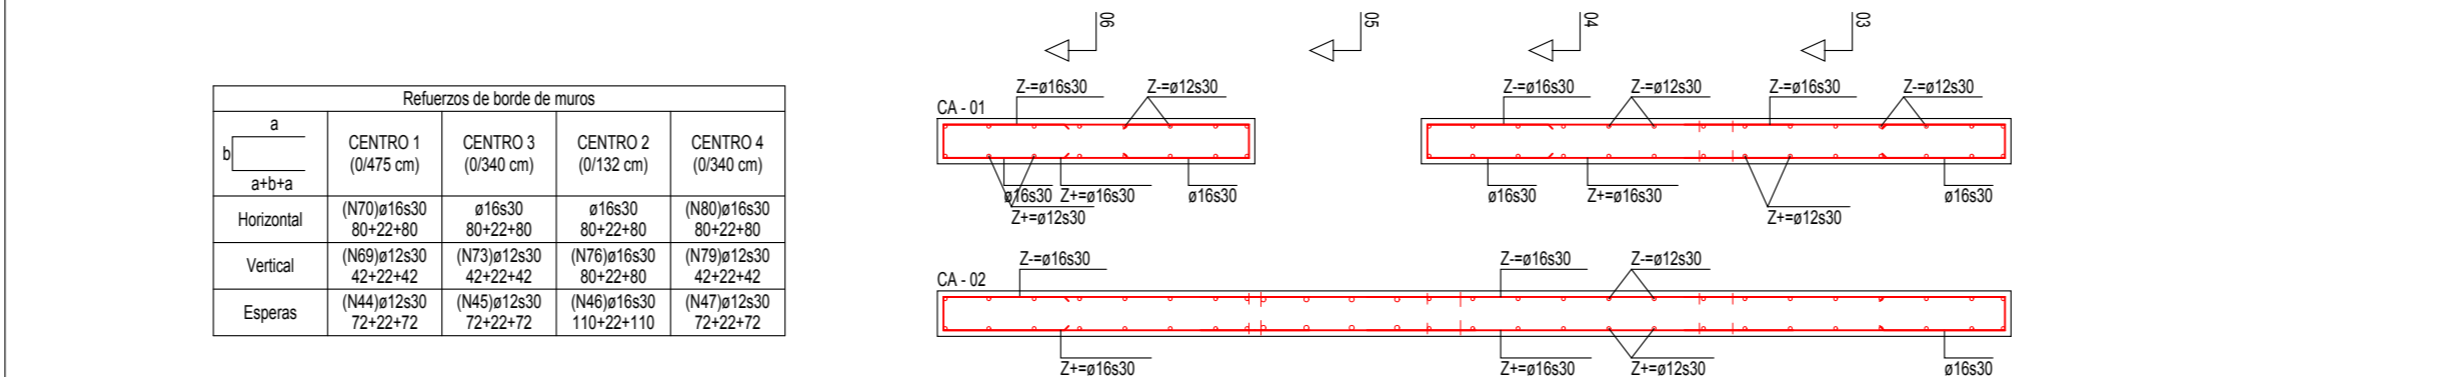 06
05
04
03
Refuerzos de borde de muros
a
b
a+b+a
CENTRO 1
(0/475 cm)
CENTRO 3
(0/340 cm)
CENTRO 2
(0/132 cm)
CENTRO 4
(0/340 cm)
Horizontal
(N70)ø16s30
80+22+80
ø16s30
80+22+80
ø16s30
80+22+80
(N80)ø16s30
80+22+80
Vertical
(N69)ø12s30
42+22+42
(N73)ø12s30
42+22+42
(N76)ø16s30
80+22+80
(N79)ø12s30
42+22+42
Esperas
(N44)ø12s30
72+22+72
(N45)ø12s30
72+22+72
(N46)ø16s30
110+22+110
(N47)ø12s30
72+22+72
CA - 01
Z-=ø16s30
Z-=ø12s30
Z-=ø16s30
Z-=ø12s30
Z-=ø16s30
Z-=ø12s30
ø16s30
Z+=ø16s30
ø16s30
ø16s30
Z+=ø16s30
ø16s30
Z+=ø12s30
Z+=ø12s30
CA - 02
Z-=ø16s30
Z-=ø16s30
Z-=ø12s30
Z+=ø16s30
Z+=ø16s30
Z+=ø12s30
ø16s30